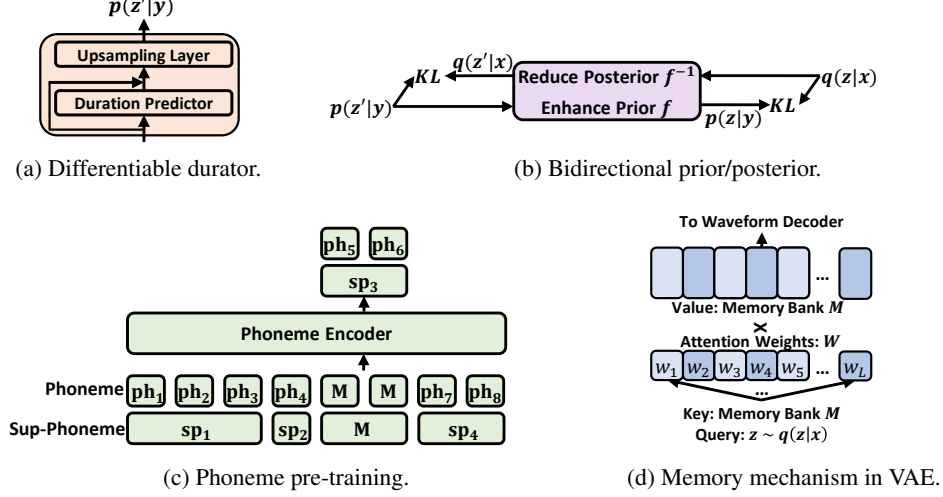 p(z′|y)
Upsampling Layer
Duration Predictor
(a) Differentiable durator.
KL
q(z′|x)
p(z′|y)
Reduce Posterior f⁻¹
Enhance Prior f
q(z|x)
p(z|y)
KL
(b) Bidirectional prior/posterior.
ph₅ ph₆
sp₃
Phoneme Encoder
Phoneme ph₁ ph₂ ph₃ ph₄ M M ph₇ ph₈
Sup-Phoneme sp₁ sp₂ M sp₄
(c) Phoneme pre-training.
To Waveform Decoder
...
Value: Memory Bank M
×
Attention Weights: W
w₁ w₂ w₃ w₄ w₅ ... w_L
...
Key: Memory Bank M
Query: z ~ q(z|x)
(d) Memory mechanism in VAE.